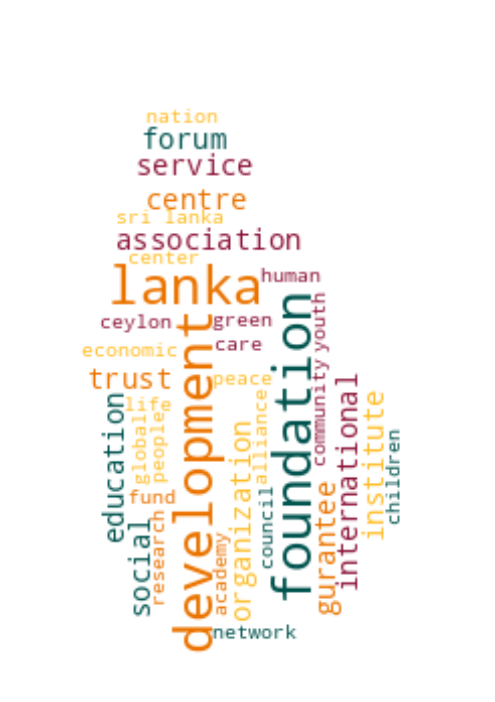 nation
forum
service
centre
sri lanka
association
center
lanka
human
ceylon
green
youth
economic
care
trust
peace
development
foundation
community
international
education
life
global
people
alliance
institute
organization
children
fund
council
gurantee
social
research
academy
network